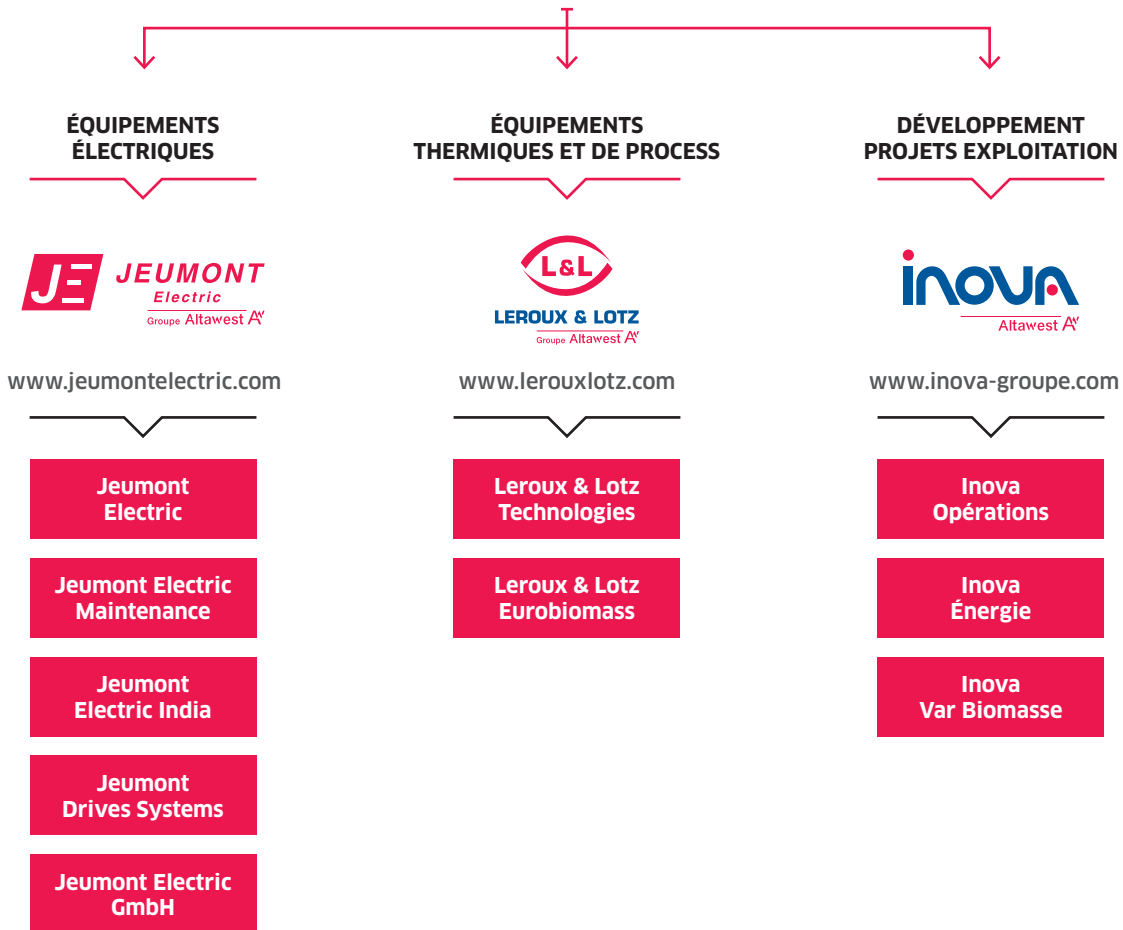 ÉQUIPEMENTS
ÉLECTRIQUES
JE JEUMONT
Electric
Groupe Altawest AW
www.jeumontelectric.com
Jeumont
Electric
Jeumont Electric
Maintenance
Jeumont
Electric India
Jeumont
Drives Systems
Jeumont Electric
GmbH
ÉQUIPEMENTS
THERMIQUES ET DE PROCESS
L&L
LEROUX & LOTZ
Groupe Altawest AW
www.lerouxlotz.com
Leroux & Lotz
Technologies
Leroux & Lotz
Eurobiomass
DÉVELOPPEMENT
PROJETS EXPLOITATION
inova
Altawest AW
www.inova-groupe.com
Inova
Opérations
Inova
Énergie
Inova
Var Biomasse